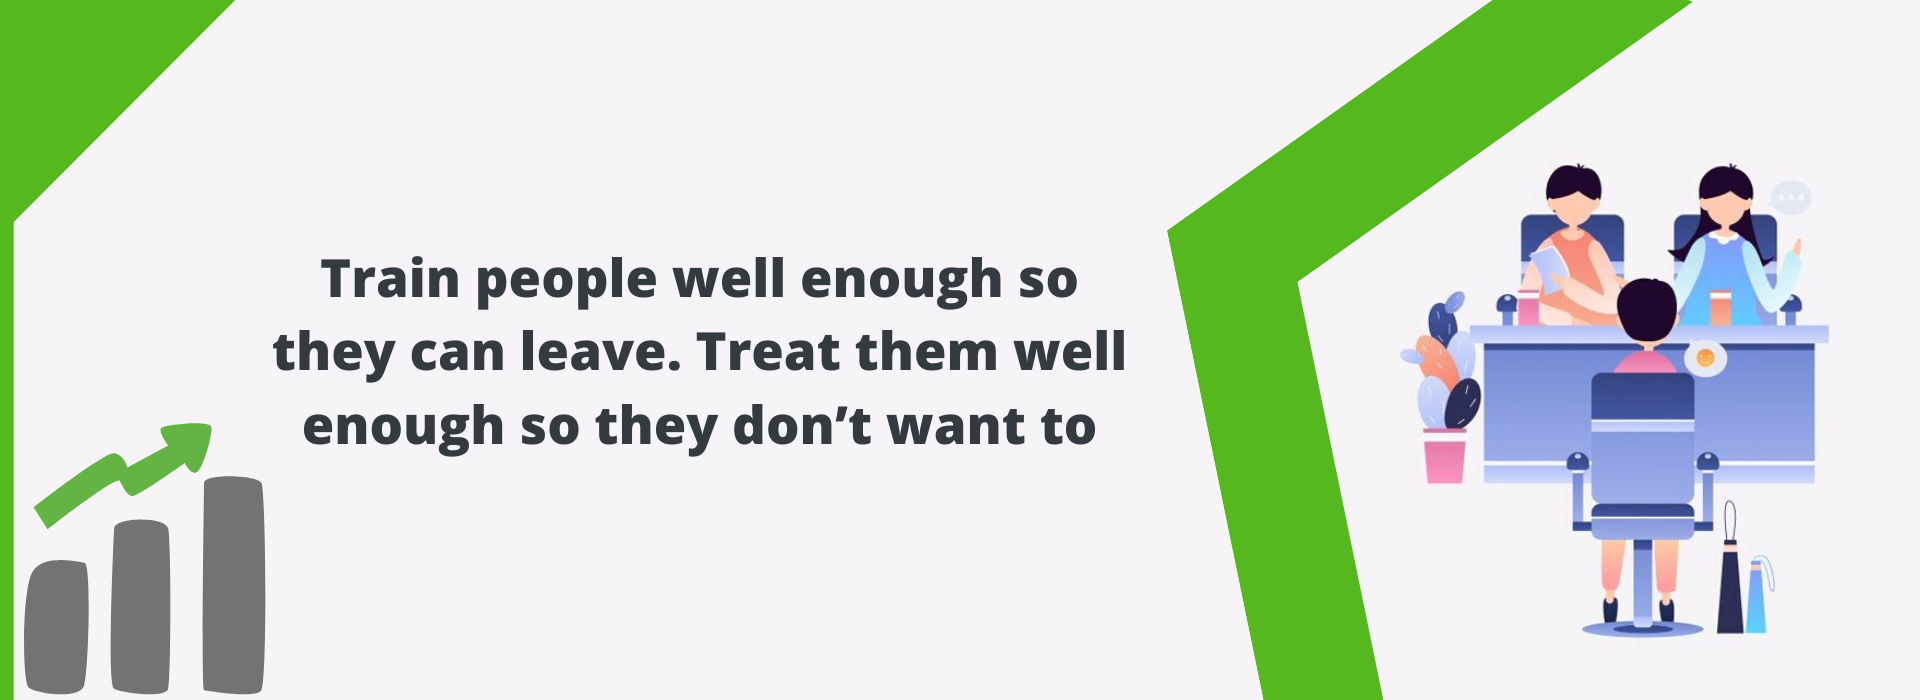 Train people well enough so
they can leave. Treat them well
enough so they don’t want to